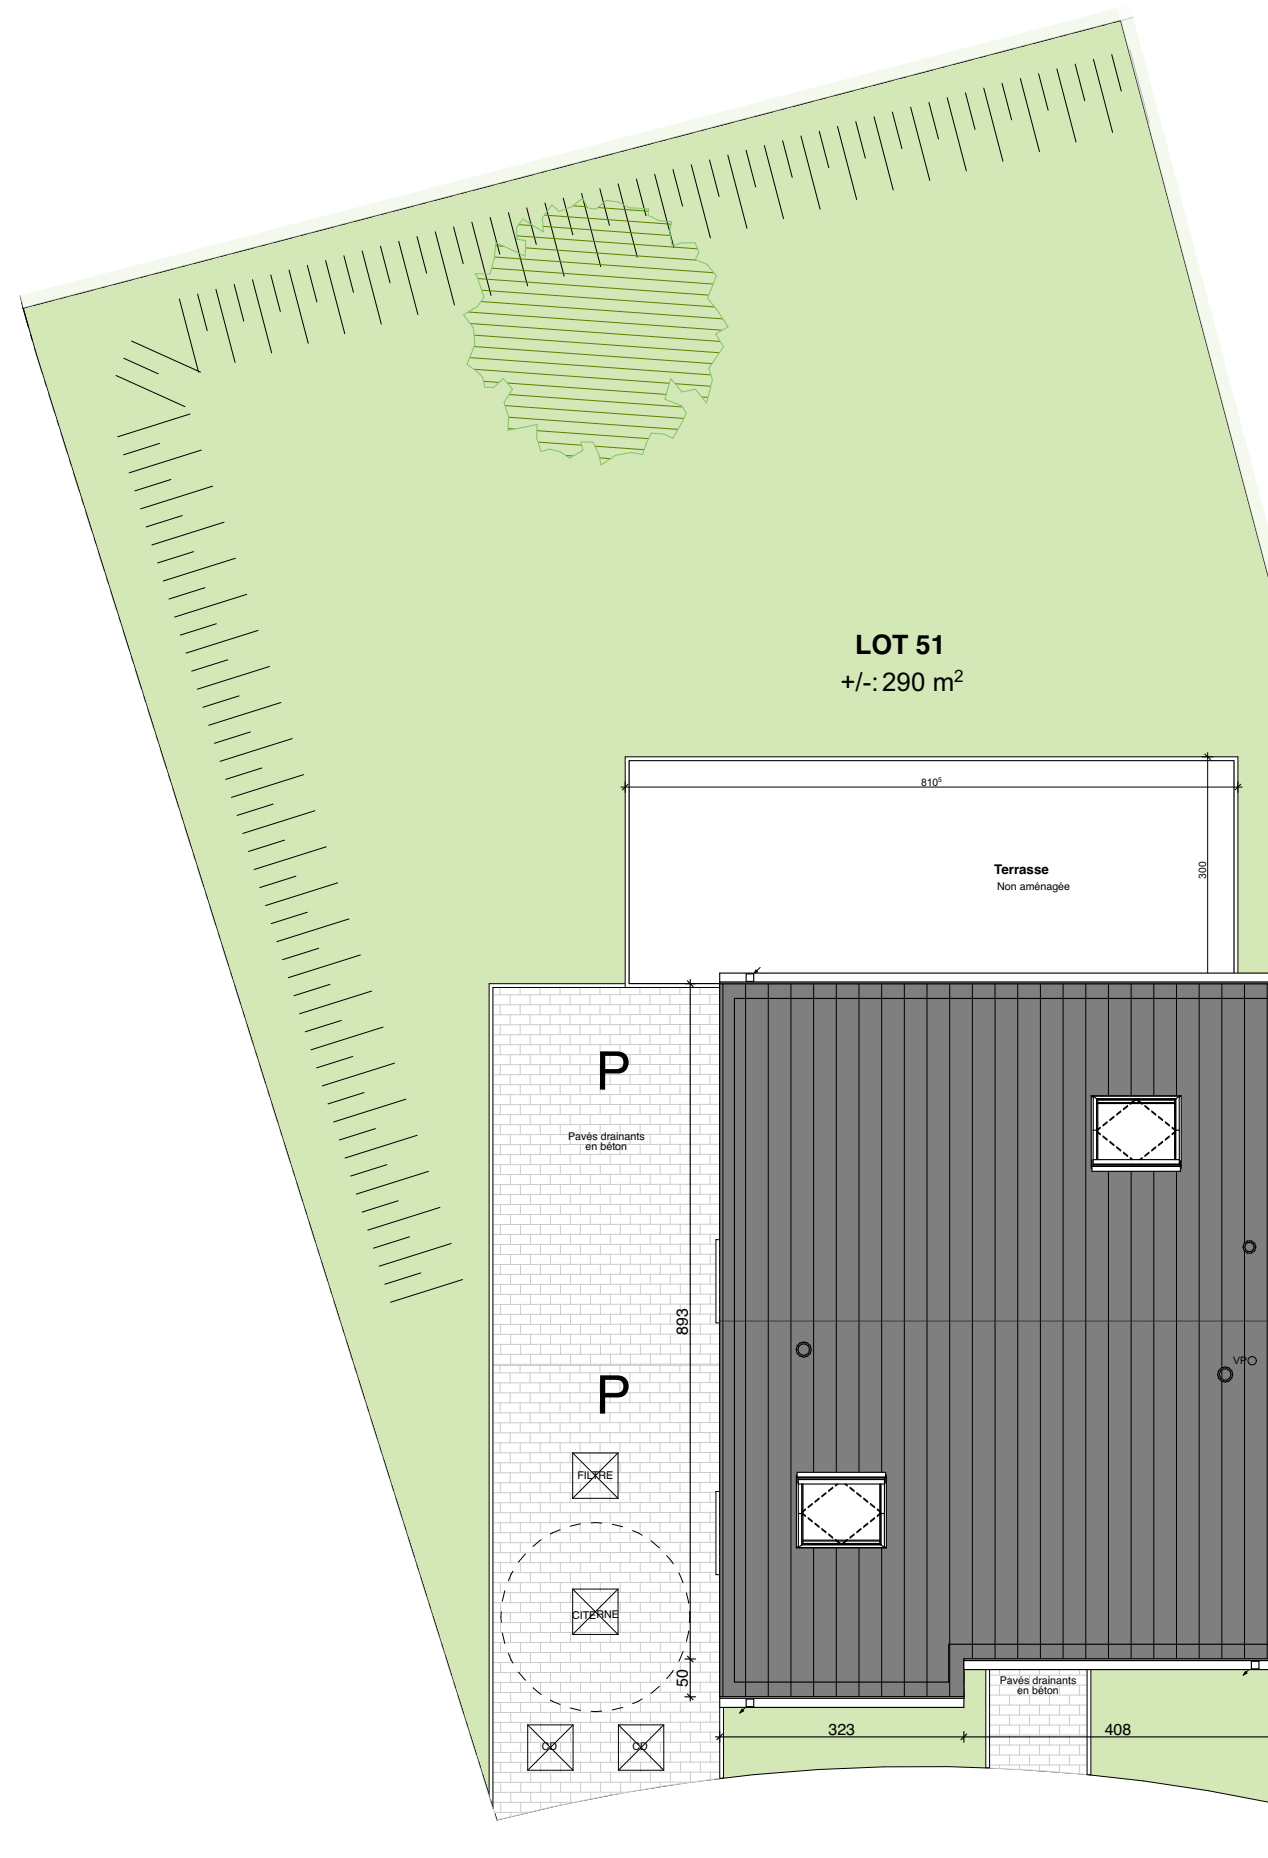 LOT 51
+/-: 290 m²
810⁵
Terrasse
Non aménagée
300
P
Pavés drainants
en béton
893
P
VP
FILTRE
CITERNE
50
Pavés drainants
en béton
CD
CD
323
408